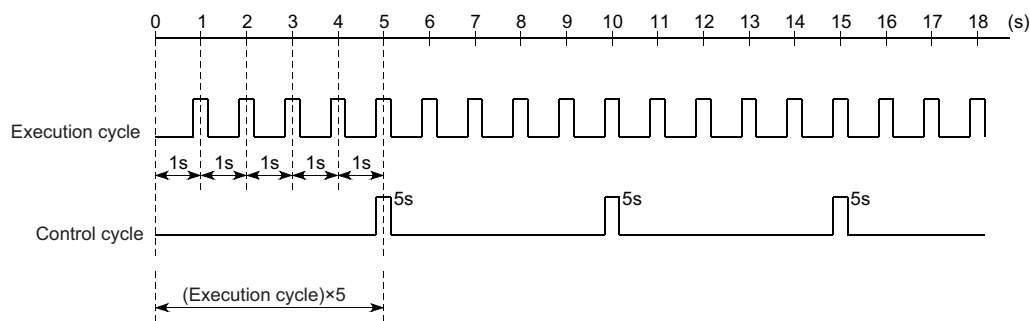 0 1 2 3 4 5 6 7 8 9 10 11 12 13 14 15 16 17 18 (s)
Execution cycle
1s 1s 1s 1s 1s
5s 5s 5s
Control cycle
(Execution cycle)×5